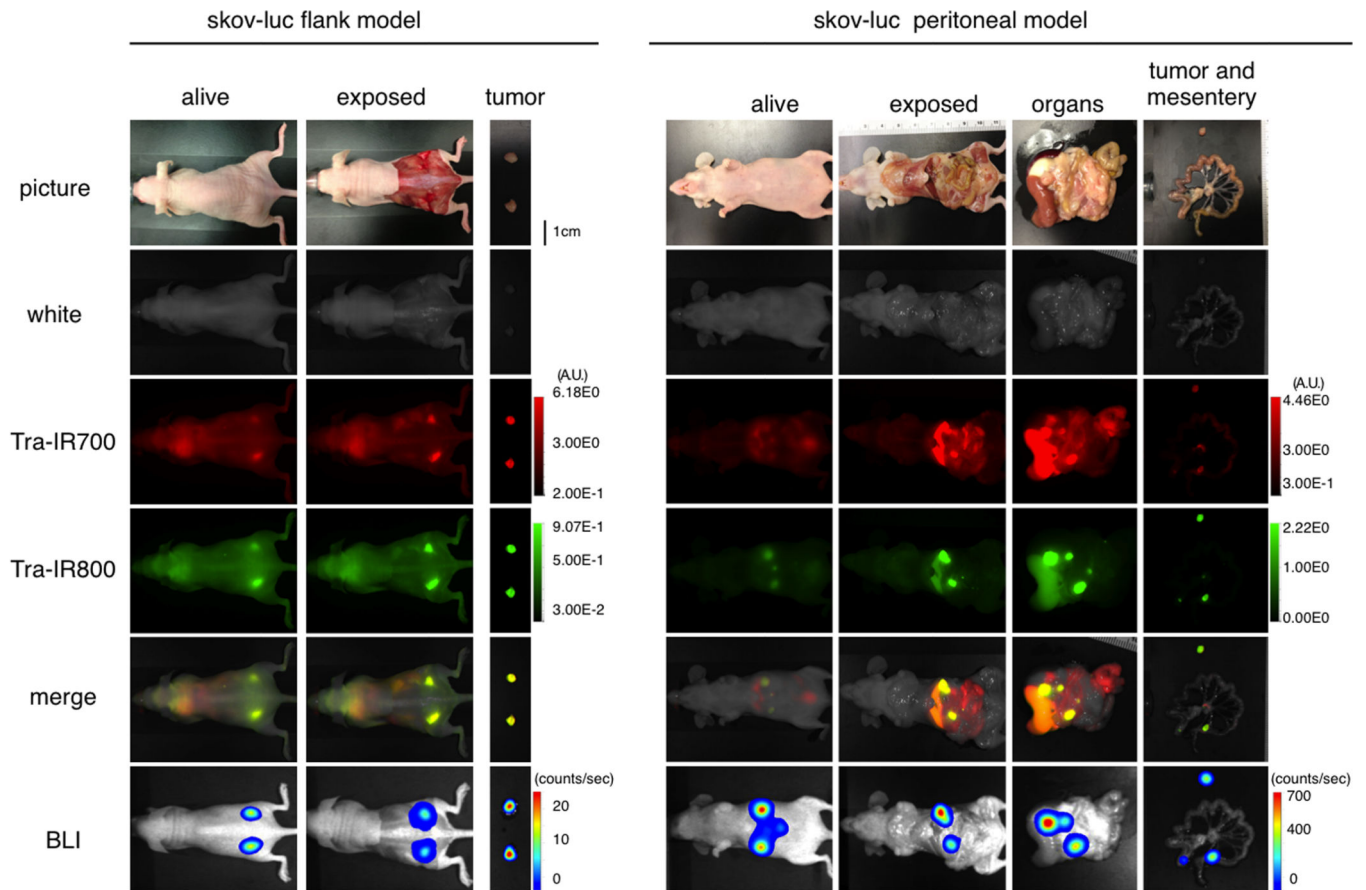 skov-luc flank model
skov-luc peritoneal model
alive
exposed
tumor
alive
exposed
organs
tumor and
mesentery
picture
1cm
white
Tra-IR700
(A.U.)
6.18E0
3.00E0
2.00E-1
(A.U.)
4.46E0
3.00E0
3.00E-1
Tra-IR800
9.07E-1
5.00E-1
3.00E-2
2.22E0
1.00E0
0.00E0
merge
BLI
(counts/sec)
20
10
0
(counts/sec)
700
400
0